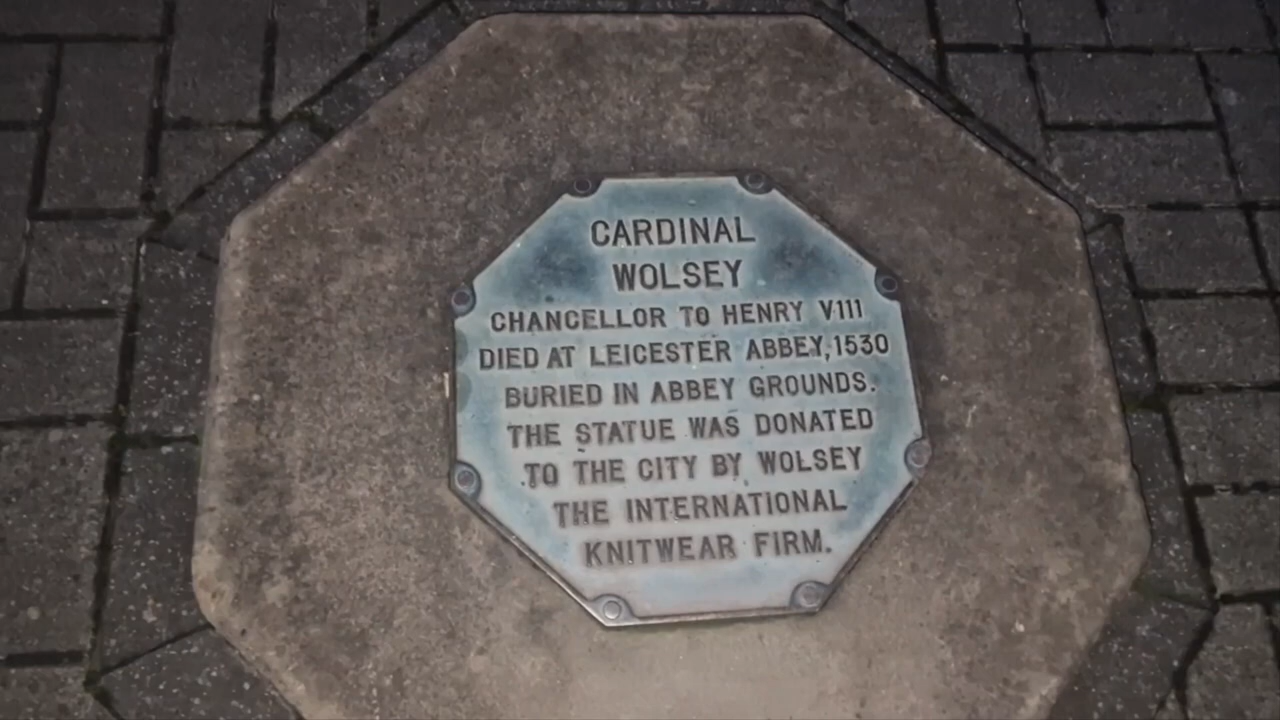 CARDINAL
WOLSEY
CHANCELLOR TO HENRY VIII
DIED AT LEICESTER ABBEY, 1530
BURIED IN ABBEY GROUNDS.
THE STATUE WAS DONATED
TO THE CITY BY WOLSEY
THE INTERNATIONAL
KNITWEAR FIRM.